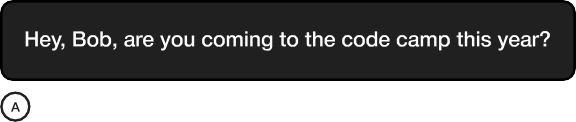 Hey, Bob, are you coming to the code camp this year?
A